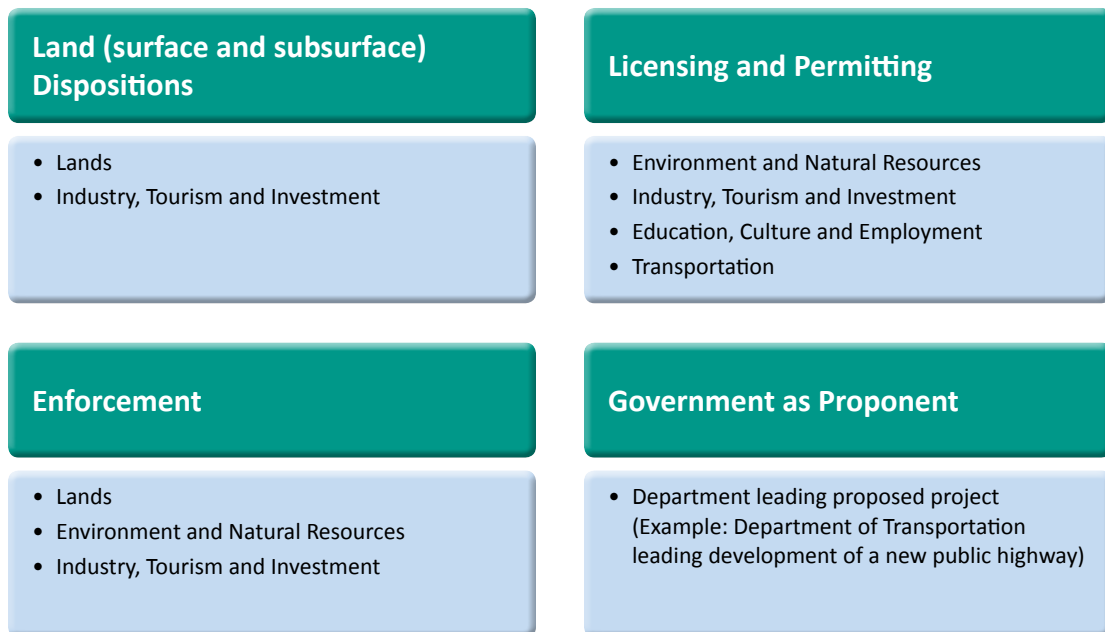 Land (surface and subsurface)
Dispositions
• Lands
• Industry, Tourism and Investment
Licensing and Permitting
• Environment and Natural Resources
• Industry, Tourism and Investment
• Education, Culture and Employment
• Transportation
Enforcement
• Lands
• Environment and Natural Resources
• Industry, Tourism and Investment
Government as Proponent
• Department leading proposed project
(Example: Department of Transportation
leading development of a new public highway)